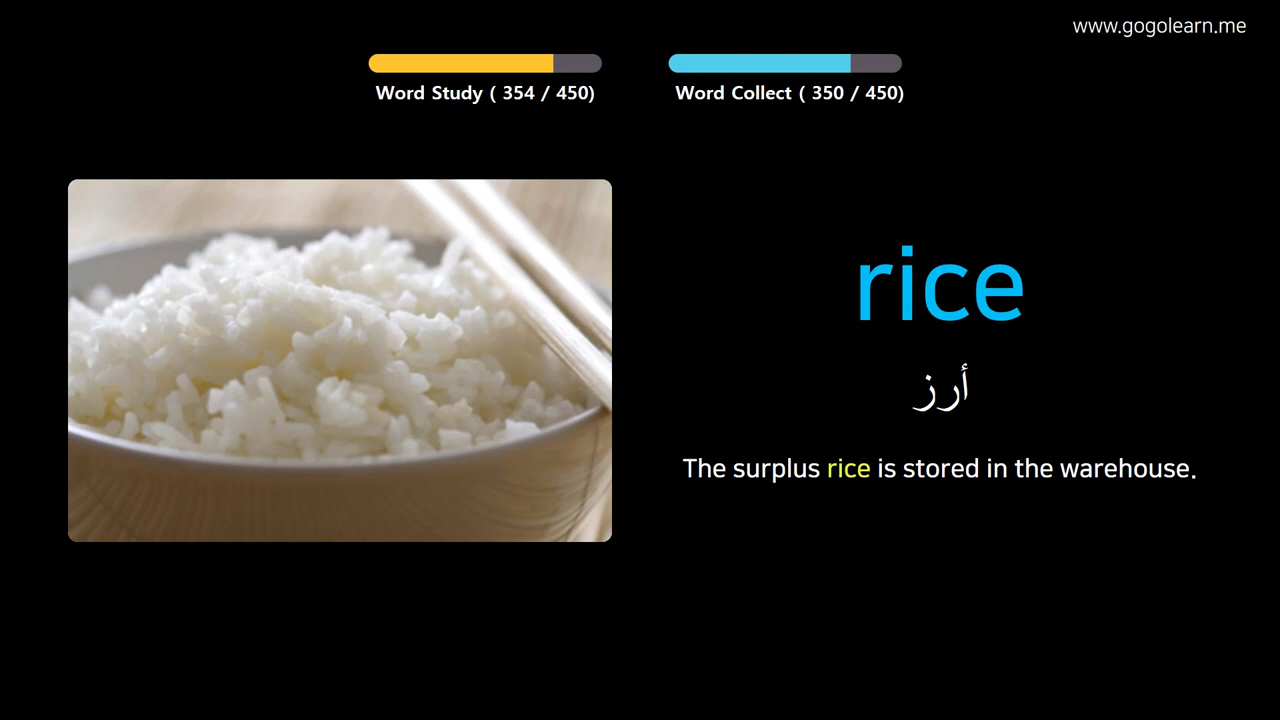 www.gogolearn.me
Word Study ( 354 / 450)
Word Collect ( 350 / 450)
rice
أرز
The surplus rice is stored in the warehouse.